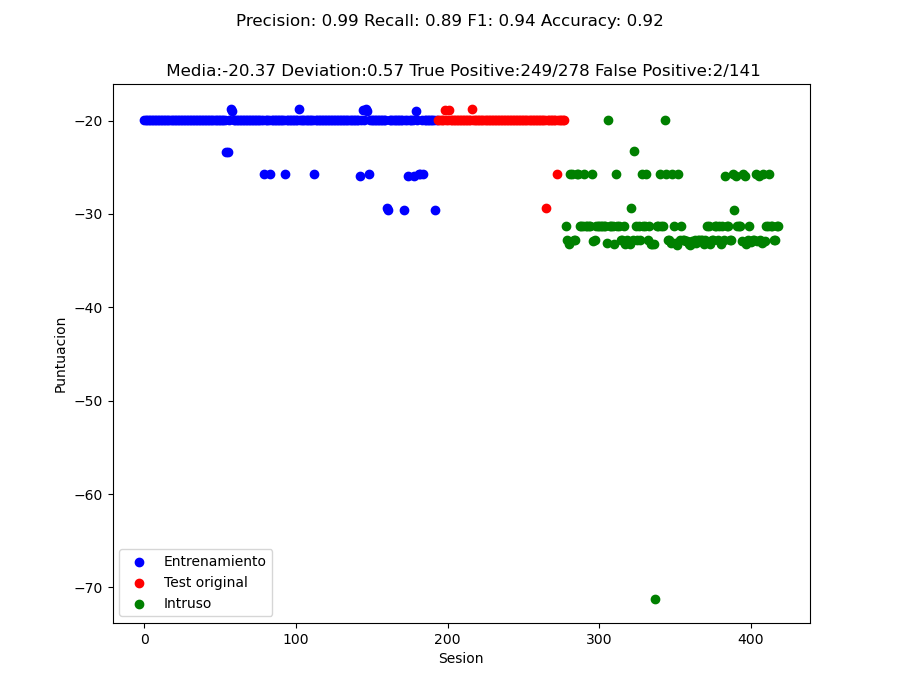 Precision: 0.99 Recall: 0.89 F1: 0.94 Accuracy: 0.92
Media:-20.37 Deviation:0.57 True Positive:249/278 False Positive:2/141
−20
−30
−40
−50
−60
−70
Puntuacion
Entrenamiento
Test original
Intruso
0 100 200 300 400
Sesion